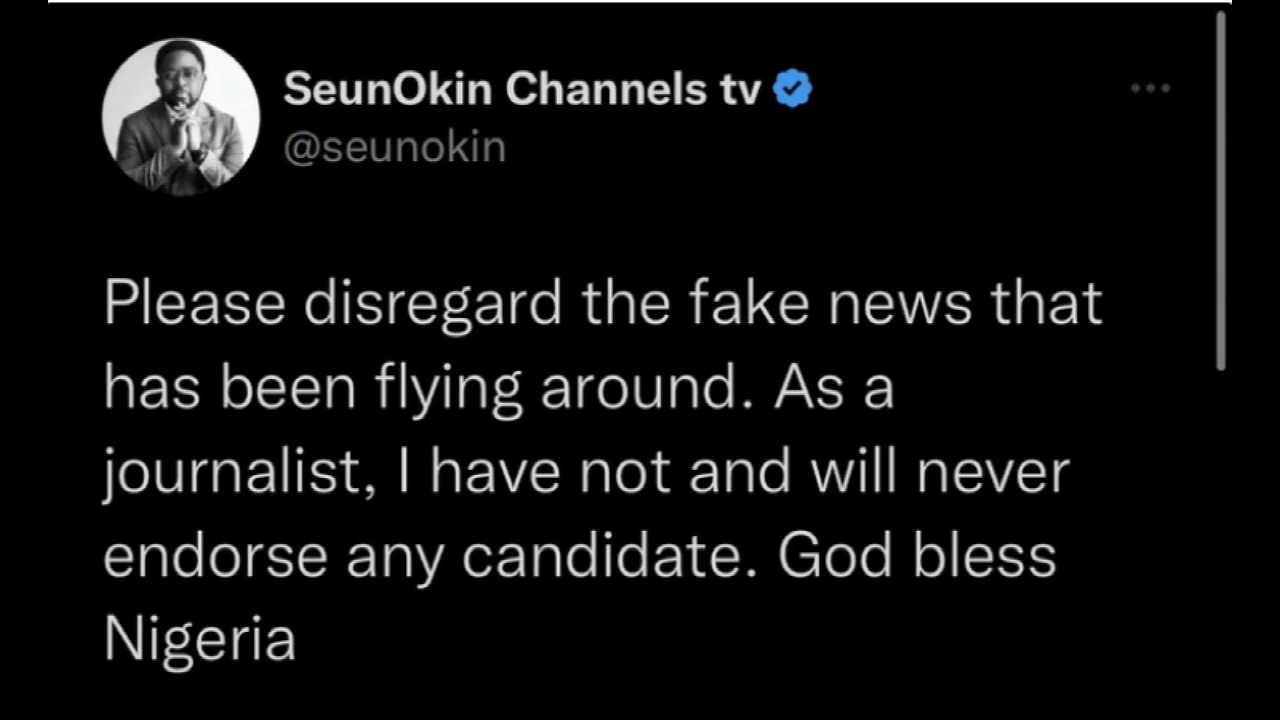 SeunOkin Channels tv
@seunokin
Please disregard the fake news that
has been flying around. As a
journalist, I have not and will never
endorse any candidate. God bless
Nigeria